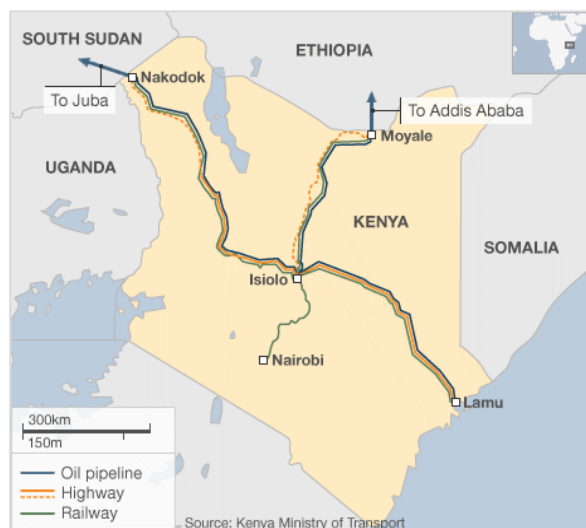 SOUTH SUDAN
ETHIOPIA
Nakodok
To Juba
To Addis Ababa
Moyale
UGANDA
KENYA
SOMALIA
Isiolo
Nairobi
Lamu
300km
150m
Oil pipeline
Highway
Railway
Source: Kenya Ministry of Transport